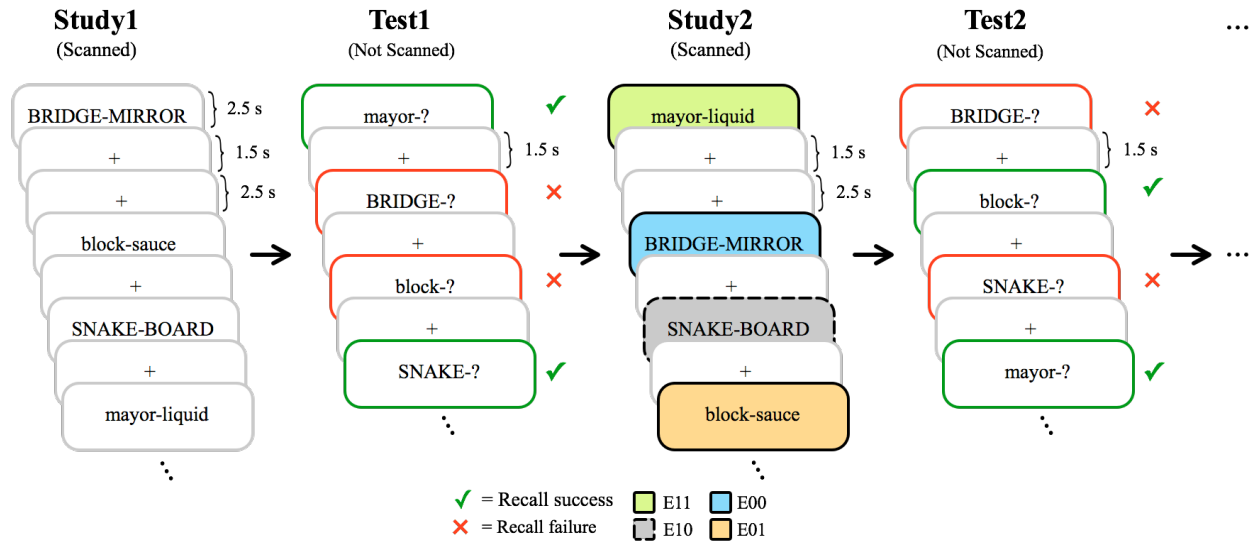 Study1
(Scanned)
BRIDGE-MIRROR
2.5 s
+
1.5 s
+
2.5 s
block-sauce
+
SNAKE-BOARD
+
mayor-liquid
...
Test1
(Not Scanned)
mayor-?
+
1.5 s
BRIDGE-?
+
block-?
+
SNAKE-?
...
Study2
(Scanned)
mayor-liquid
+
1.5 s
+
2.5 s
BRIDGE-MIRROR
+
SNAKE-BOARD
+
block-sauce
...
Test2
(Not Scanned)
BRIDGE-?
+
1.5 s
block-?
+
SNAKE-?
+
mayor-?
...
...
...
✓ = Recall success
✕ = Recall failure
E11
E00
E10
E01